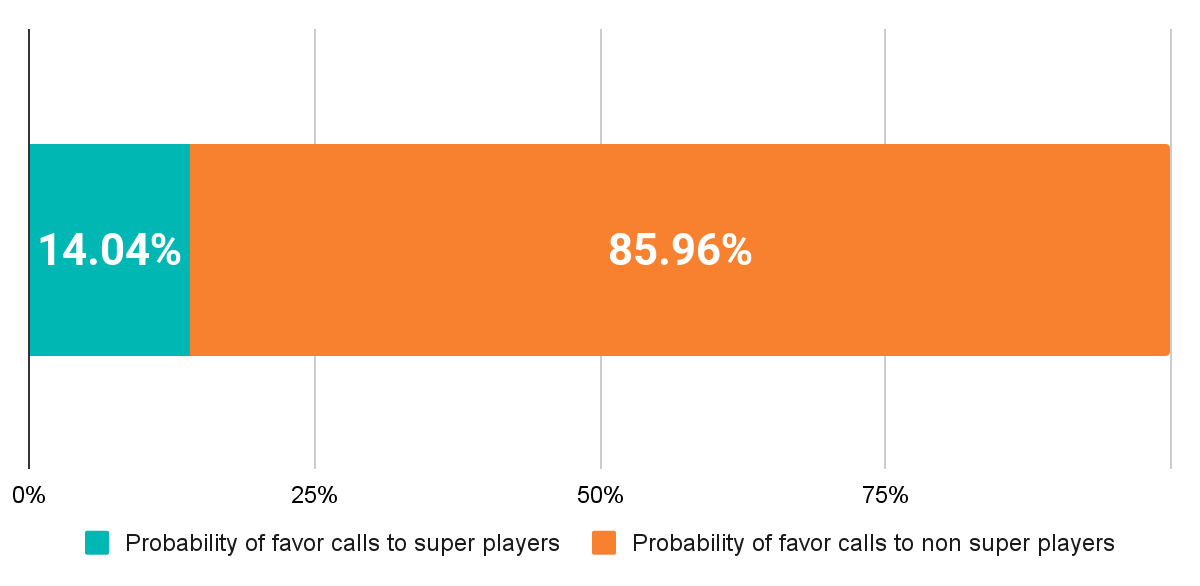 14.04% 85.96%
0% 25% 50% 75%
Probability of favor calls to super players Probability of favor calls to non super players